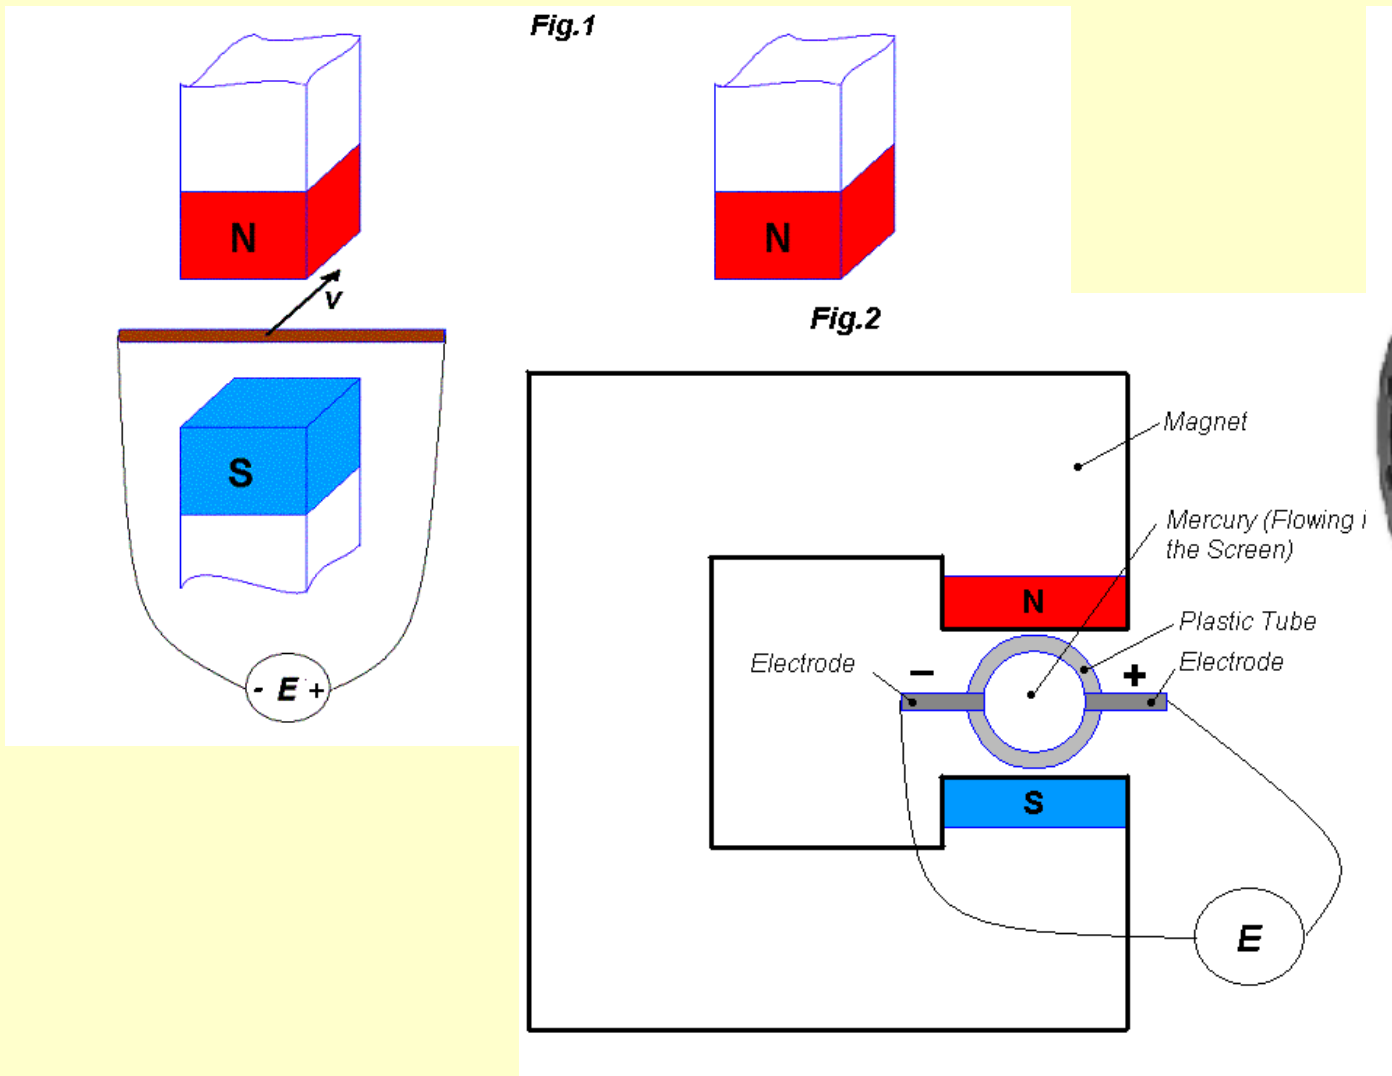 Fig.1
N
N
V
Fig.2
S
- E +
Magnet
Mercury (Flowing i
the Screen)
N
Plastic Tube
Electrode
Electrode
− +
S
E